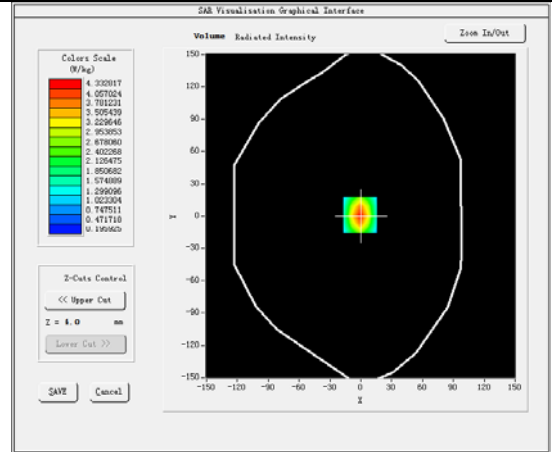 SAR Visualisation Graphical Interface
Volume Radiated Intensity
Zoom In/Out
Colors Scale
(W/kg)
4.332817
4.057024
3.781231
3.505439
3.229646
2.953853
2.678060
2.402268
2.126475
1.850682
1.574889
1.299096
1.023304
0.747511
0.471718
0.195925
Z-Cuts Control
<< Upper Cut
Z = 4.0 mm
Lower Cut >>
SAVE Cancel
150
120
90
60
30
0
-30
-60
-90
-120
-150
Y
-150 -120 -90 -60 -30 0 30 60 90 120 150
X